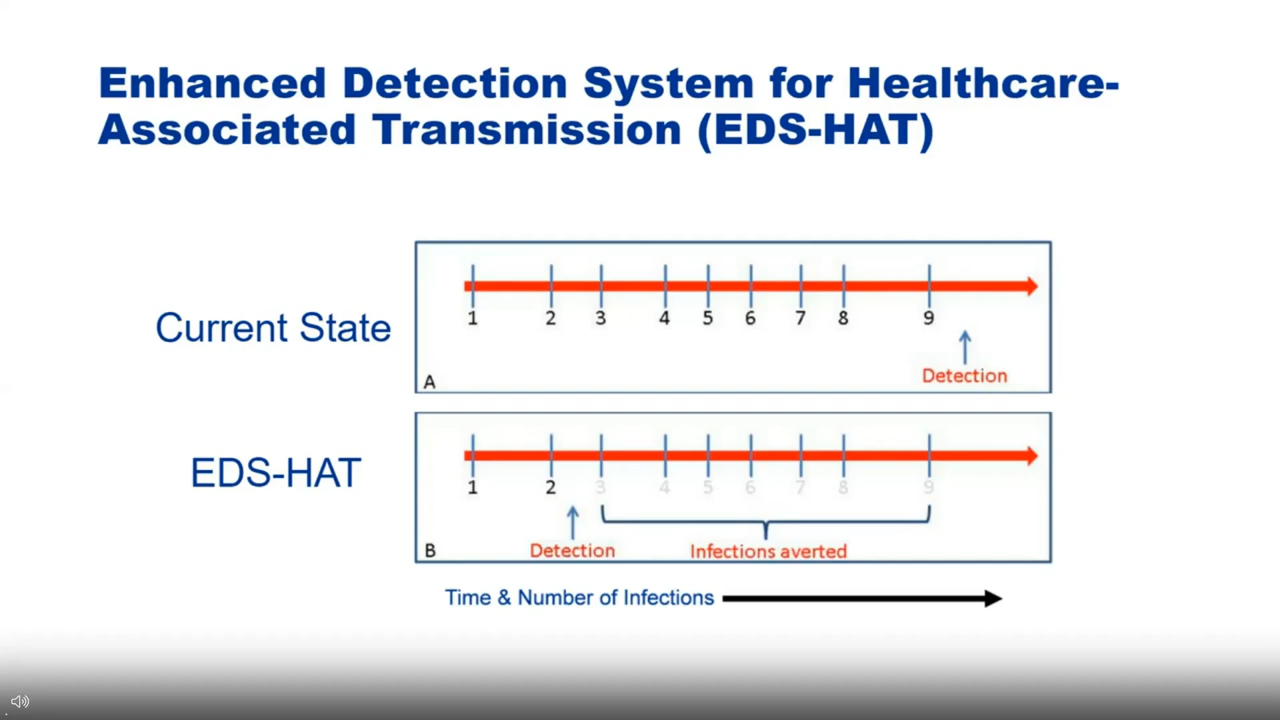 Enhanced Detection System for Healthcare-
Associated Transmission (EDS-HAT)
Current State
1 2 3 4 5 6 7 8 9
Detection
A
EDS-HAT
1 2 3 4 5 6 7 8 9
Detection Infections averted
B
Time & Number of Infections